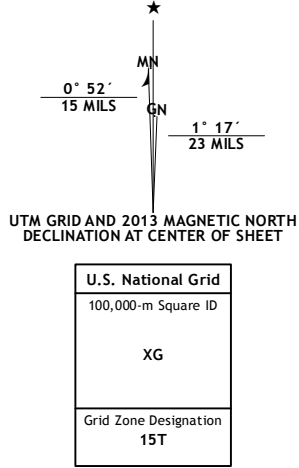 ★
MN
0° 52´
15 MILS
GN
1° 17´
23 MILS
UTM GRID AND 2013 MAGNETIC NORTH
DECLINATION AT CENTER OF SHEET
U.S. National Grid
100,000-m Square ID
XG
Grid Zone Designation
15T